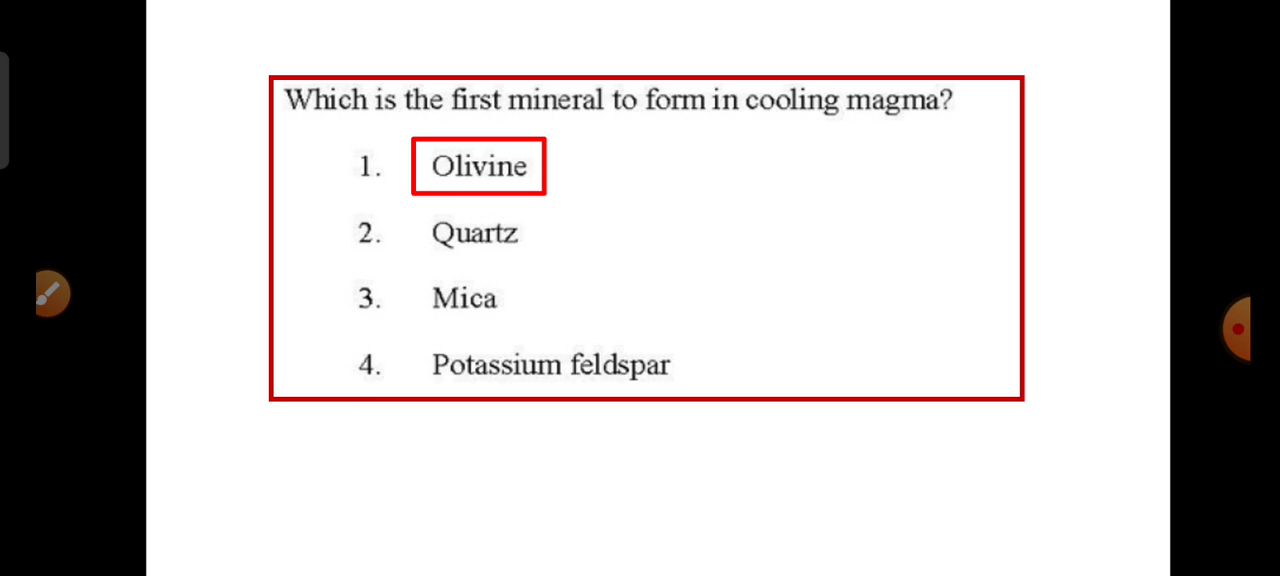 Which is the first mineral to form in cooling magma?
1. Olivine
2. Quartz
3. Mica
4. Potassium feldspar